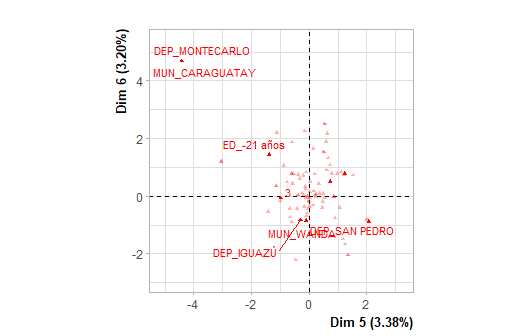 DEP_MONTECARLO
MUN_CARAGUATAY
ED_-21 años
3
MUN_WANDA
DEP_SAN PEDRO
DEP_IGUAZÚ
4
2
0
-2
-4
-2
0
2
Dim 6 (3.20%)
Dim 5 (3.38%)